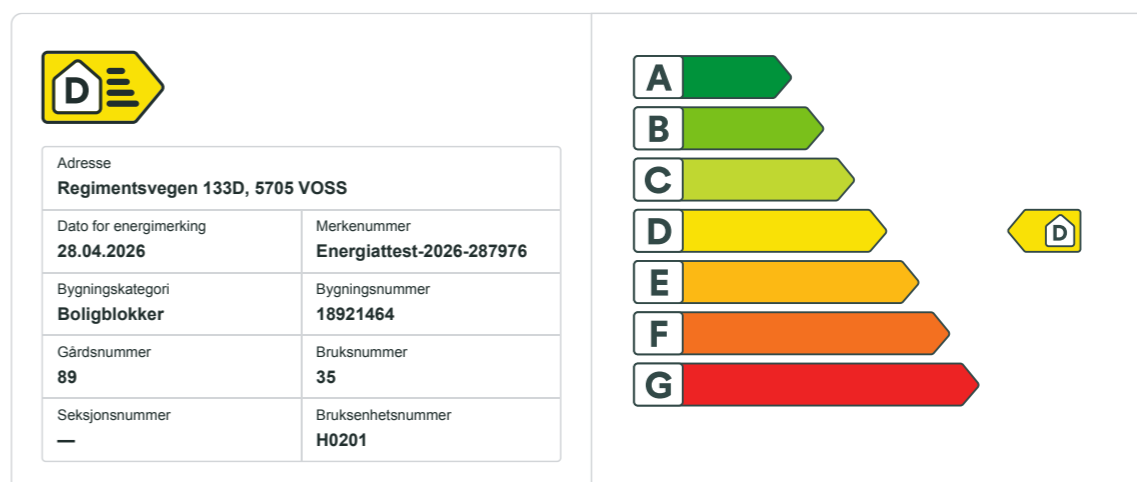 D
Adresse
Regimentsvegen 133D, 5705 VOSS
Dato for energimerking
28.04.2026
Merkenummer
Energiattest-2026-287976
Bygningskategori
Boligblokker
Bygningsnummer
18921464
Gårdsnummer
89
Bruksnummer
35
Seksjonsnummer
—
Bruksenhetsnummer
H0201
A
B
C
D
D
E
F
G